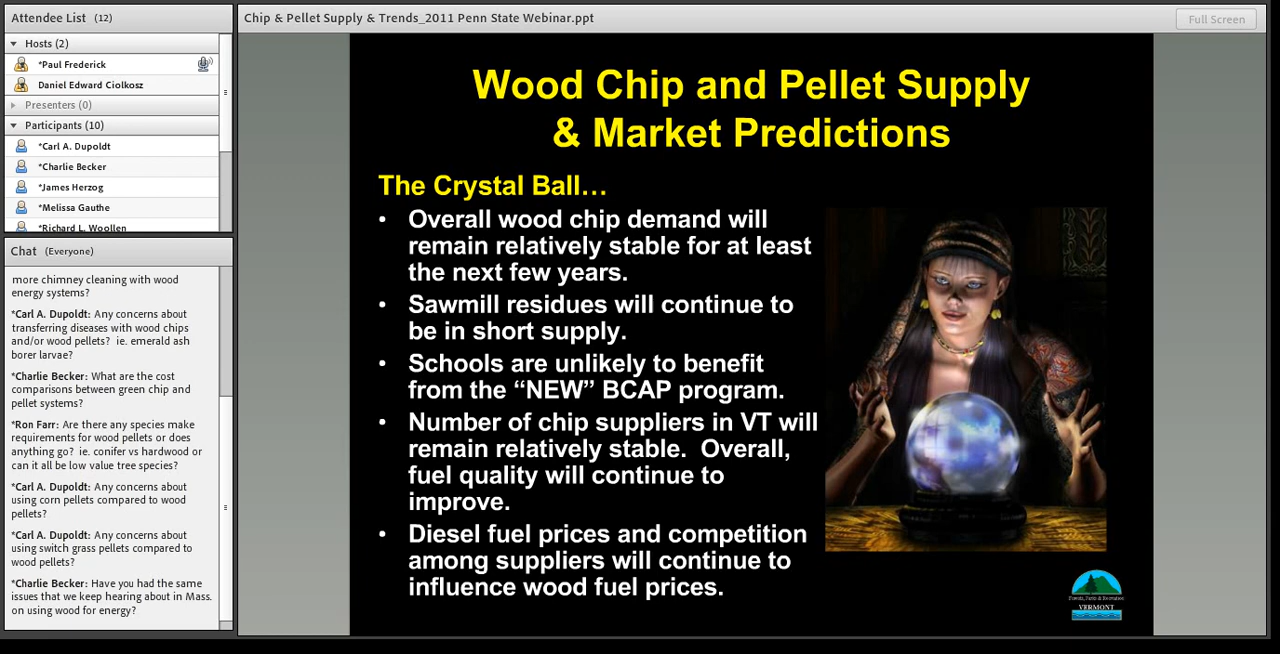 Attendee List (12)
Hosts (2)
*Paul Frederick
Daniel Edward Ciolkosz
Presenters (0)
Participants (10)
*Carl A. Dupoldt
*Charlie Becker
*James Herzog
*Melissa Gauthe
*Richard L. Woollen
Chat (Everyone)
more chimney cleaning with wood
energy systems?
*Carl A. Dupoldt: Any concerns about
transferring diseases with wood chips
and/or wood pellets? ie. emerald ash
borer larvae?
*Charlie Becker: What are the cost
comparisons between green chip and
pellet systems?
*Ron Farr: Are there any species make
requirements for wood pellets or does
anything go? ie. conifer vs hardwood or
can it all be low value tree species?
*Carl A. Dupoldt: Any concerns about
using corn pellets compared to wood
pellets?
*Carl A. Dupoldt: Any concerns about
using switch grass pellets compared to
wood pellets?
*Charlie Becker: Have you had the same
issues that we keep hearing about in Mass.
on using wood for energy?
Chip & Pellet Supply & Trends_2011 Penn State Webinar.ppt
Full Screen
Wood Chip and Pellet Supply
& Market Predictions
The Crystal Ball…
• Overall wood chip demand will
remain relatively stable for at least
the next few years.
• Sawmill residues will continue to
be in short supply.
• Schools are unlikely to benefit
from the “NEW” BCAP program.
• Number of chip suppliers in VT will
remain relatively stable.  Overall,
fuel quality will continue to
improve.
• Diesel fuel prices and competition
among suppliers will continue to
influence wood fuel prices.
Forests, Parks & Recreation
VERMONT